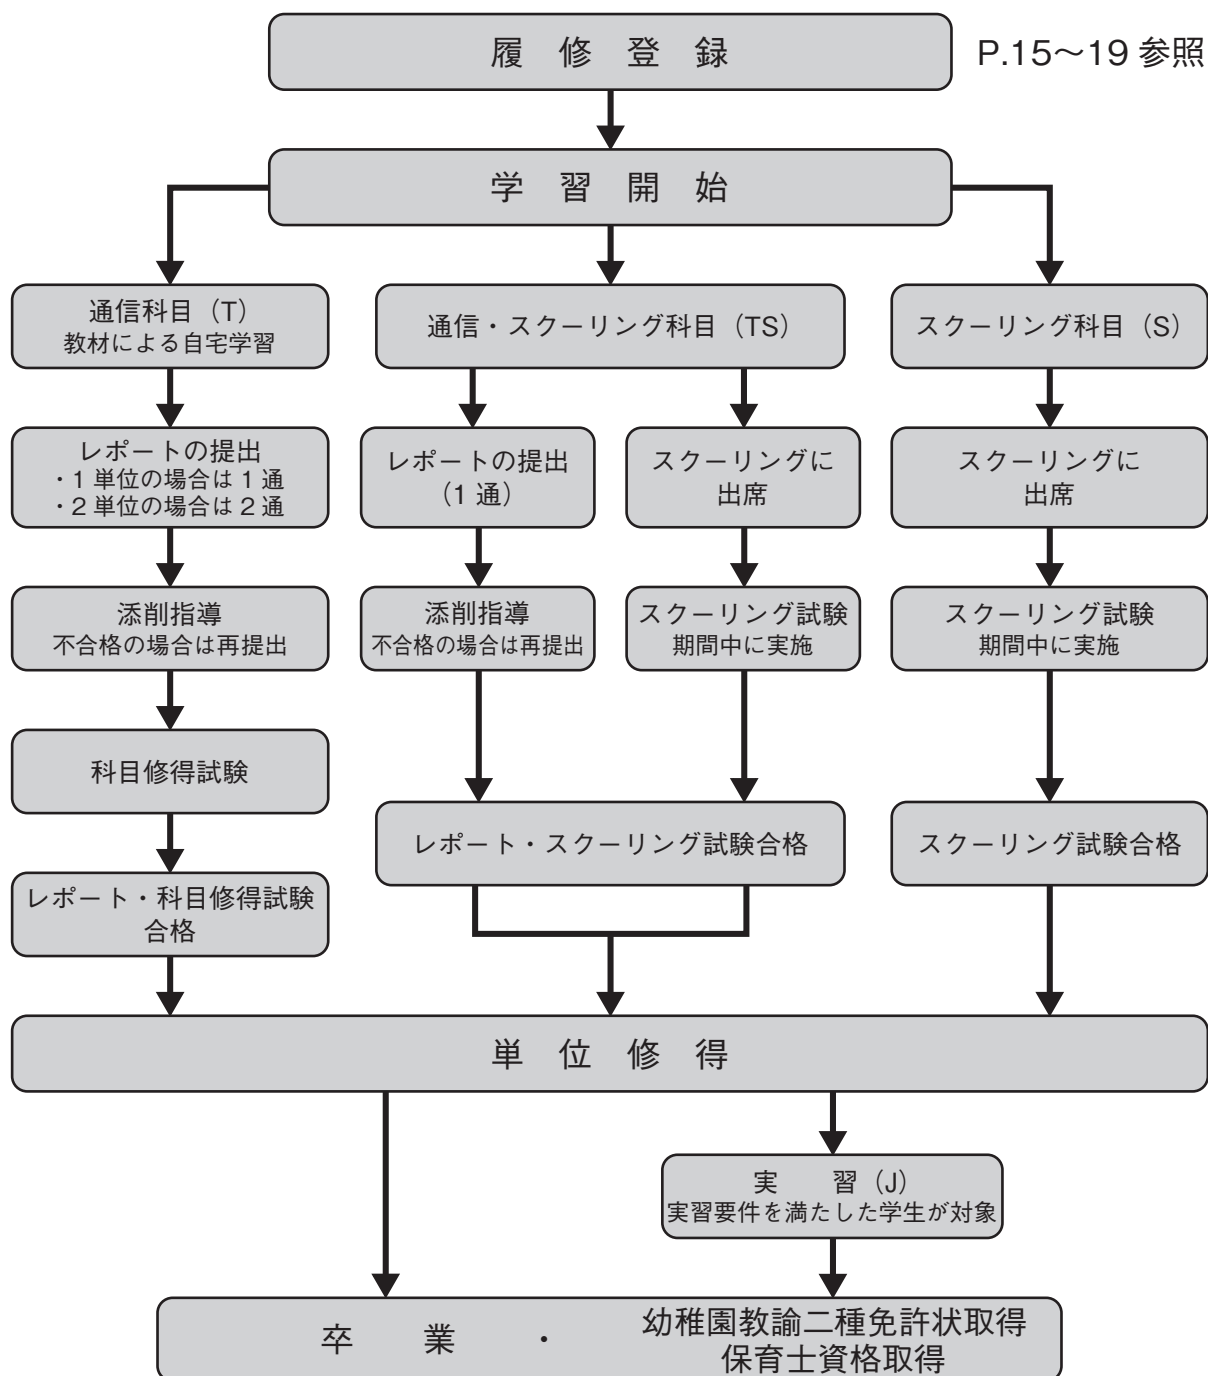 履　修　登　録
P.15〜19 参照
学　習　開　始
通信科目（T）
教材による自宅学習
通信・スクーリング科目（TS）
スクーリング科目（S）
レポートの提出
・1 単位の場合は 1 通
・2 単位の場合は 2 通
レポートの提出
（1 通）
スクーリングに
出席
スクーリングに
出席
添削指導
不合格の場合は再提出
添削指導
不合格の場合は再提出
スクーリング試験
期間中に実施
スクーリング試験
期間中に実施
科目修得試験
レポート・スクーリング試験合格
スクーリング試験合格
レポート・科目修得試験
合格
単　位　修　得
実　　習（J）
実習要件を満たした学生が対象
卒　　業　　・
幼稚園教諭二種免許状取得
保育士資格取得